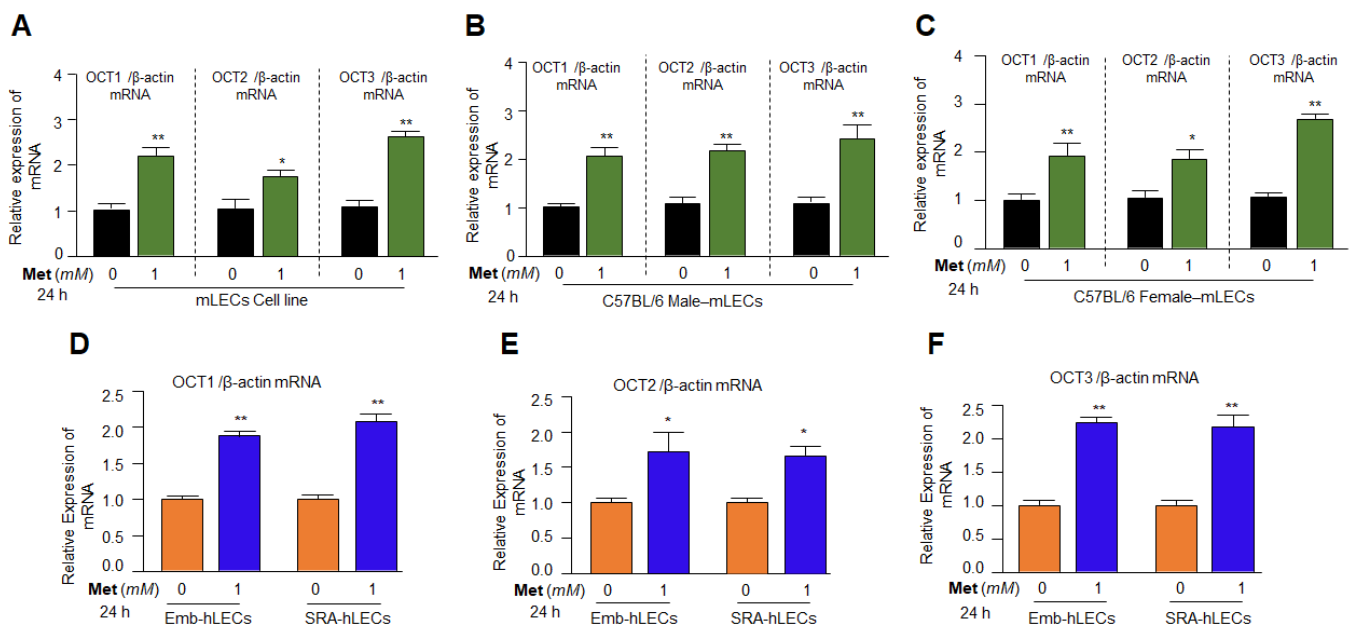 A
B
C
Relative expression of
mRNA
4
3
2
1
0
OCT1 /β-actin
mRNA
OCT2 /β-actin
mRNA
OCT3 /β-actin
mRNA
**
*
**
Met (mM)
0
1
0
1
0
1
24 h
mLECs Cell line
Relative expression of
mRNA
4
3
2
1
0
OCT1 /β-actin
mRNA
OCT2 /β-actin
mRNA
OCT3 /β-actin
mRNA
**
**
**
Met (mM)
0
1
0
1
0
1
24 h
C57BL/6 Male–mLECs
Relative expression of
mRNA
4
3
2
1
0
OCT1 /β-actin
mRNA
OCT2 /β-actin
mRNA
OCT3 /β-actin
mRNA
**
*
**
Met (mM)
0
1
0
1
0
1
24 h
C57BL/6 Female–mLECs
D
OCT1 /β-actin mRNA
Relative Expression of
mRNA
2.5
2.0
1.5
1.0
0.5
0.0
**
**
Met (mM)
0
1
0
1
24 h
Emb-hLECs
SRA-hLECs
E
OCT2 /β-actin mRNA
Relative Expression of
mRNA
2.5
2.0
1.5
1.0
0.5
0.0
*
*
Met (mM)
0
1
0
1
24 h
Emb-hLECs
SRA-hLECs
F
OCT3 /β-actin mRNA
Relative Expression of
mRNA
2.5
2.0
1.5
1.0
0.5
0.0
**
**
Met (mM)
0
1
0
1
24 h
Emb-hLECs
SRA-hLECs